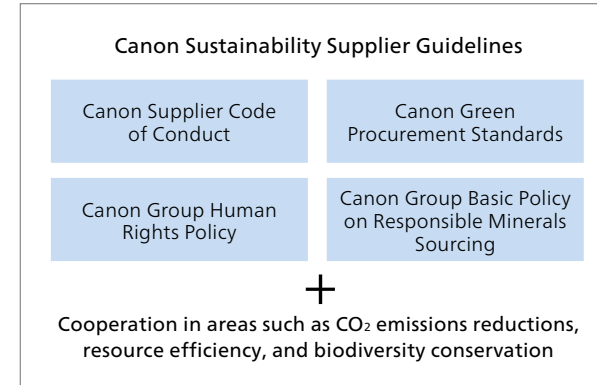 Canon Sustainability Supplier Guidelines
Canon Supplier Code
of Conduct
Canon Green
Procurement Standards
Canon Group Human
Rights Policy
Canon Group Basic Policy
on Responsible Minerals
Sourcing
+
Cooperation in areas such as CO₂ emissions reductions,
resource efficiency, and biodiversity conservation